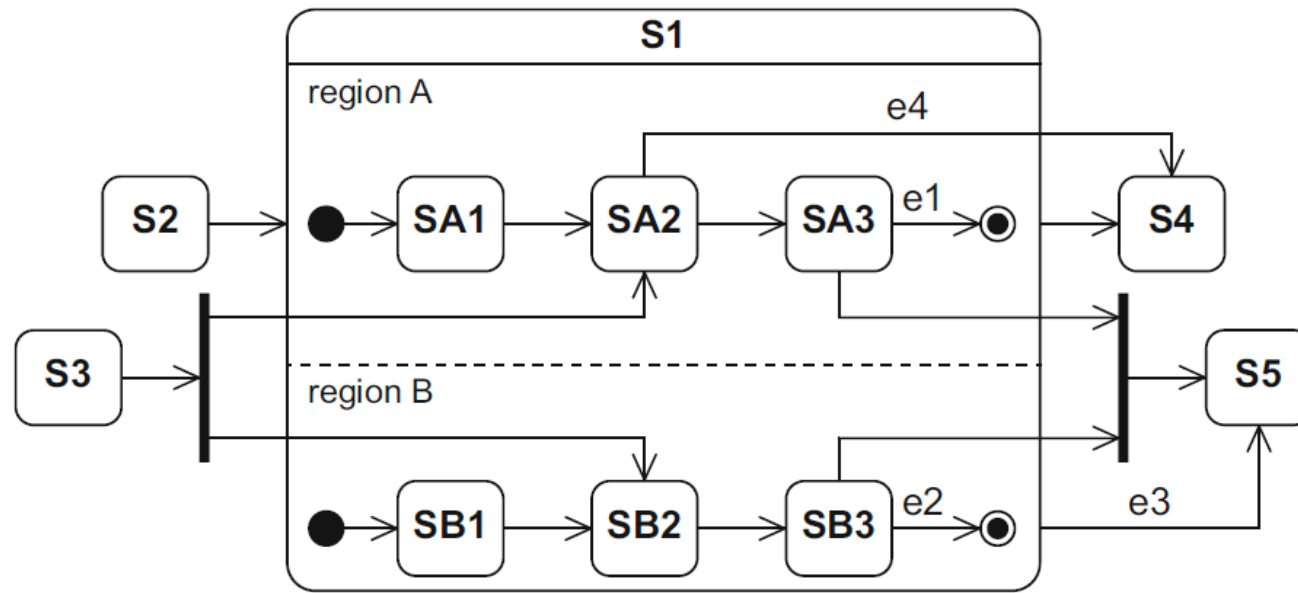 S1
region A
e4
S2
SA1
SA2
SA3
e1
S4
S3
region B
S5
SB1
SB2
SB3
e2
e3